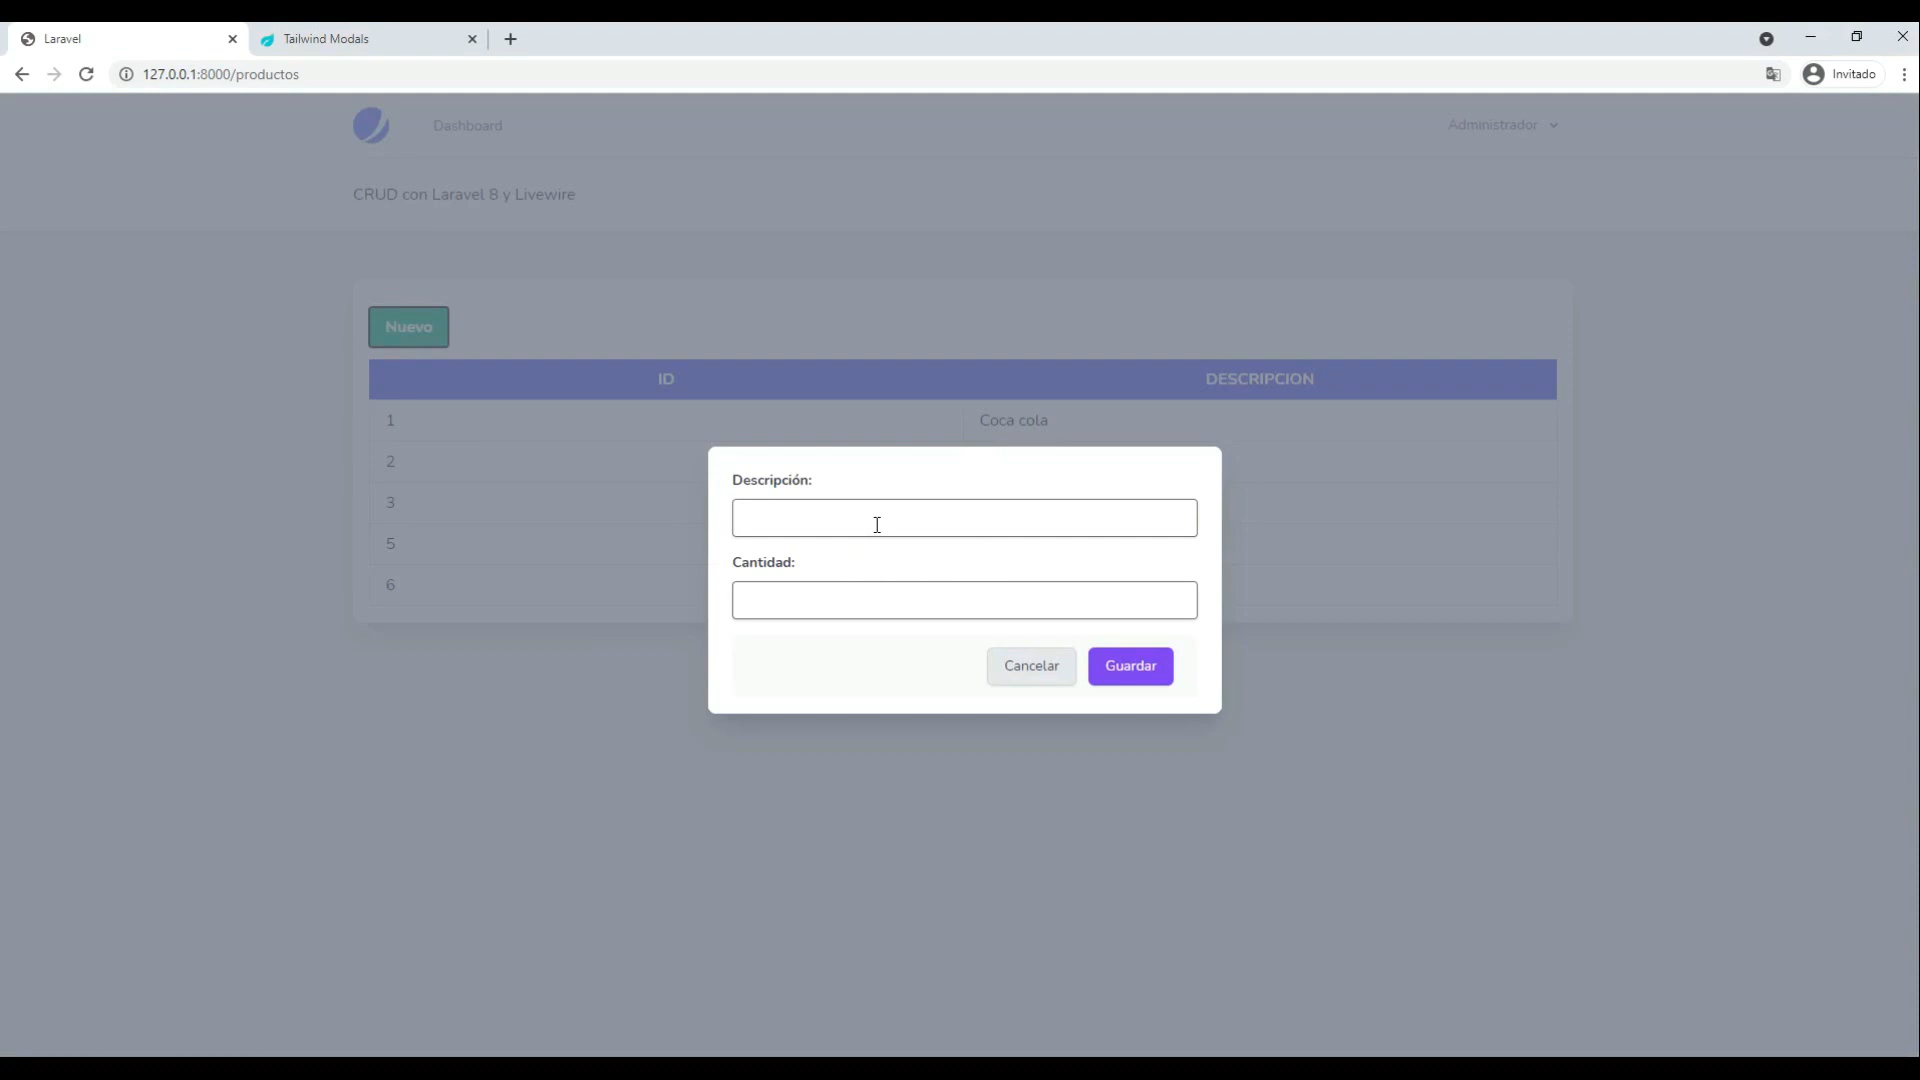 Laravel
Tailwind Modals
127.0.0.1:8000/productos
Invitado
Dashboard
Administrador
CRUD con Laravel 8 y Livewire
Nuevo
ID DESCRIPCION
1 Coca cola
2
3
5
6
Descripción:
Cantidad:
Cancelar Guardar